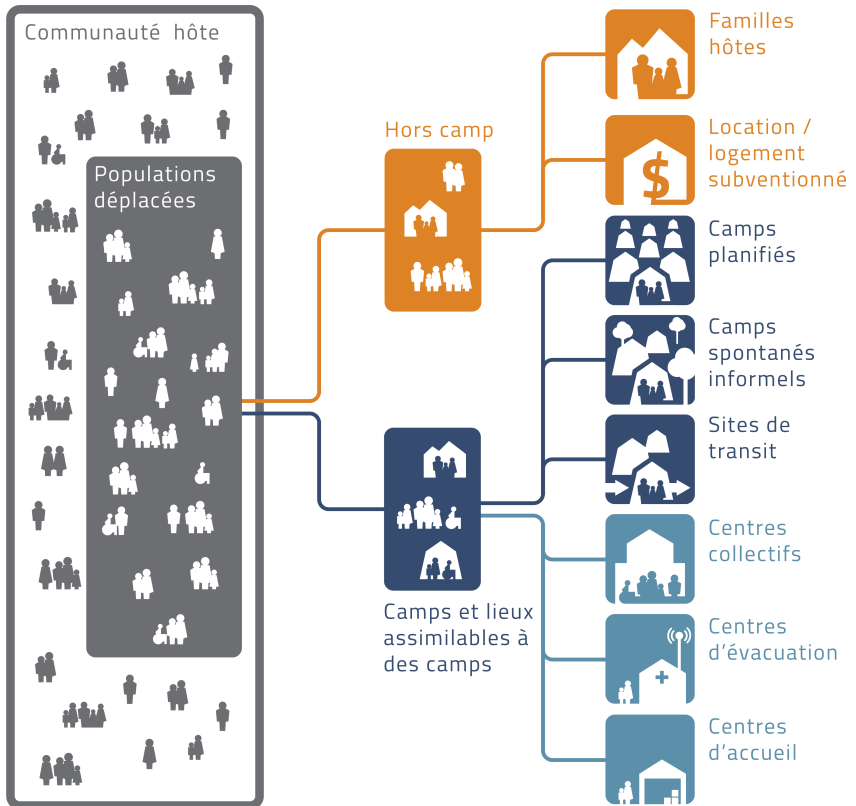 Communauté hôte
Populations
déplacées
Hors camp
Camps et lieux
assimilables à
des camps
Familles
hôtes
Location /
logement
subventionné
$
Camps
planifiés
Camps
spontanés
informels
Sites de
transit
Centres
collectifs
Centres
d’évacuation
Centres
d’accueil